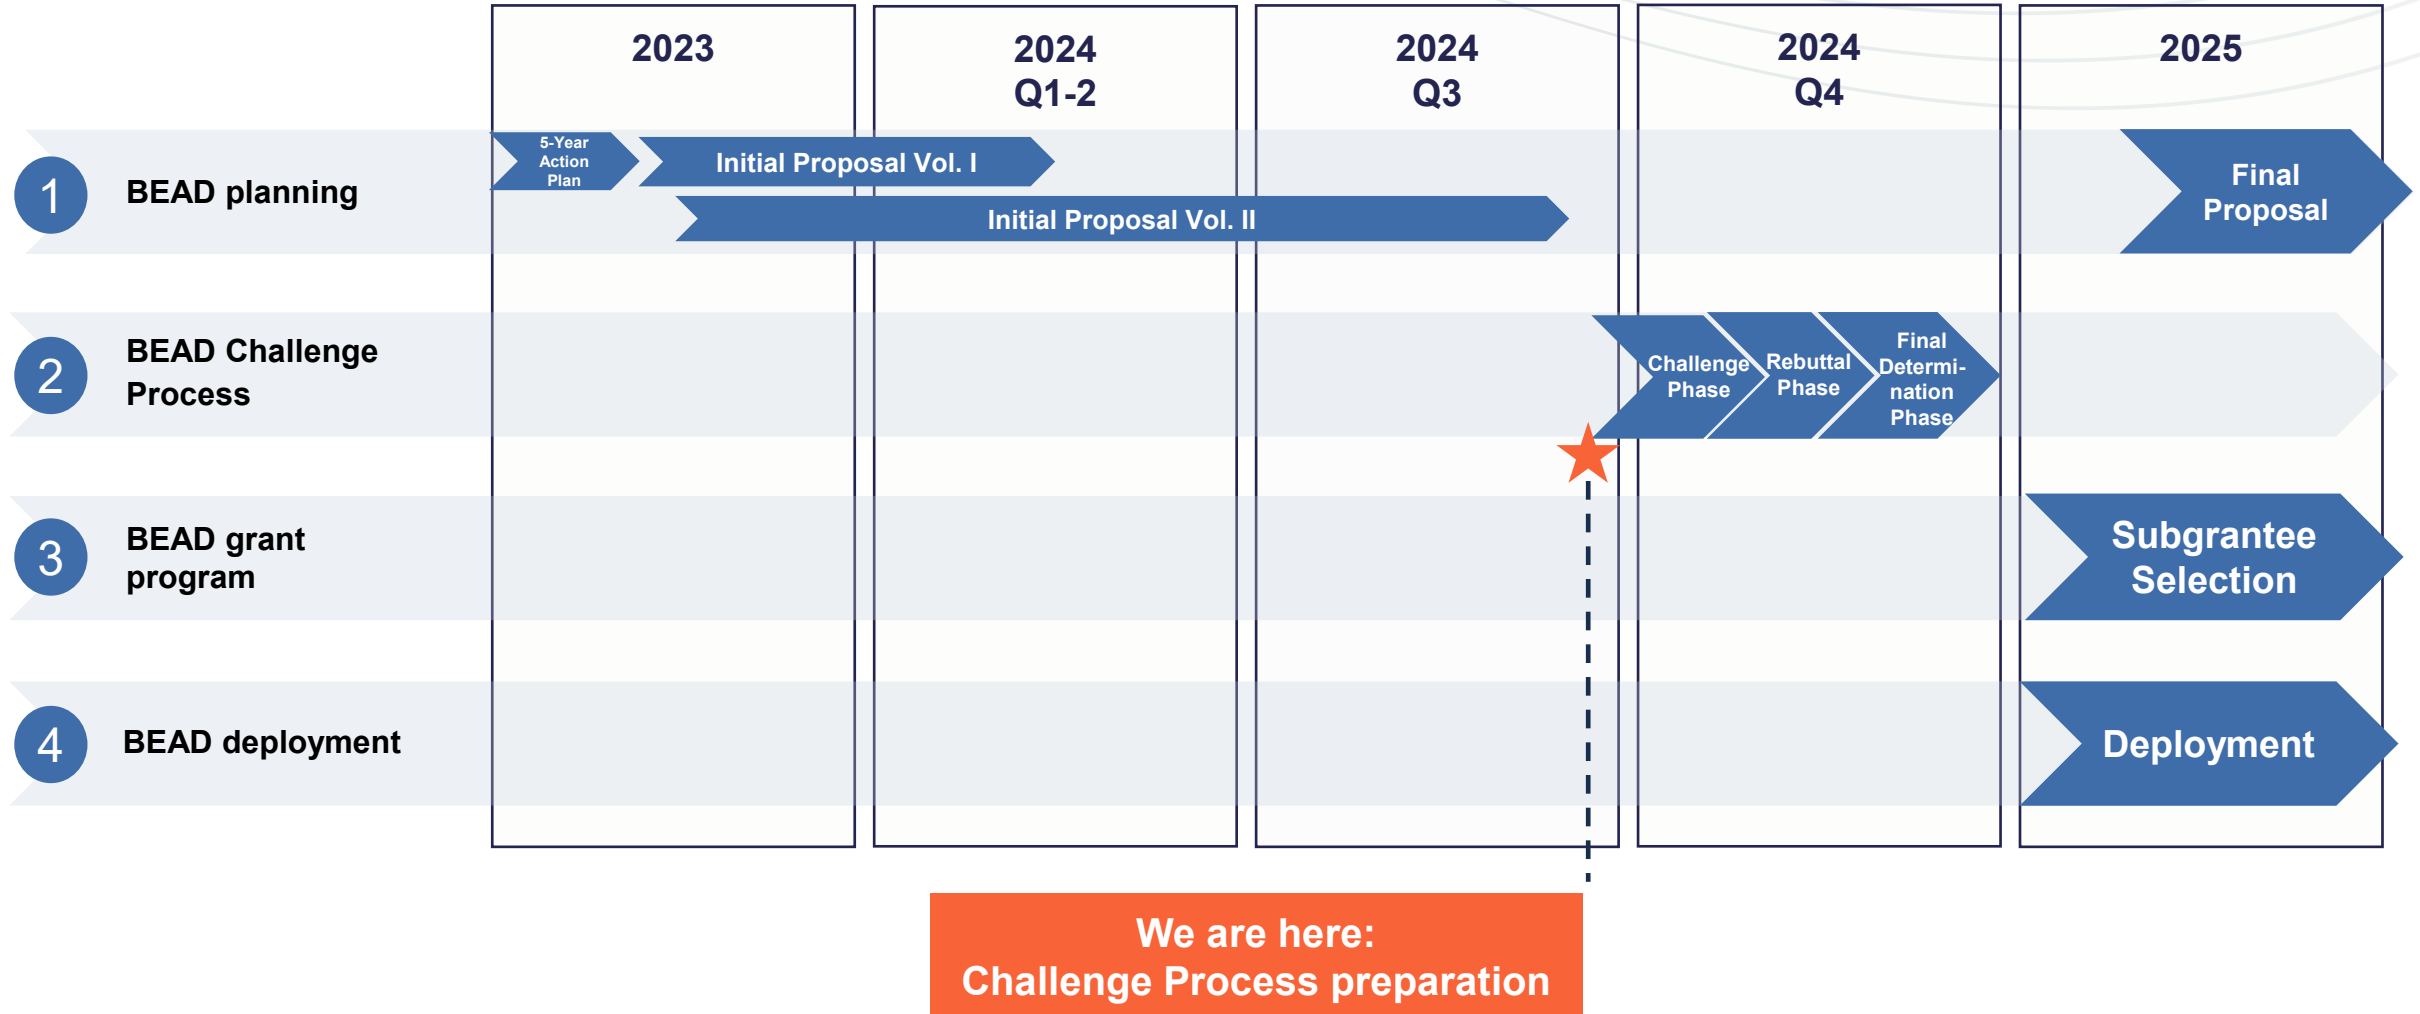 2023
2024
Q1-2
2024
Q3
2024
Q4
2025
1
BEAD planning
5-Year
Action
Plan
Initial Proposal Vol. I
Initial Proposal Vol. II
Final
Proposal
2
BEAD Challenge
Process
Challenge
Phase
Rebuttal
Phase
Final
Determi-
nation
Phase
3
BEAD grant
program
Subgrantee
Selection
4
BEAD deployment
Deployment
We are here:
Challenge Process preparation